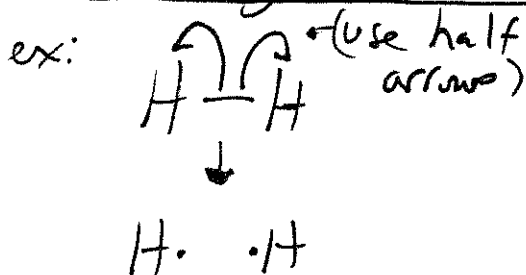 ex:
(use half
arrows)
H — H
H· ·H